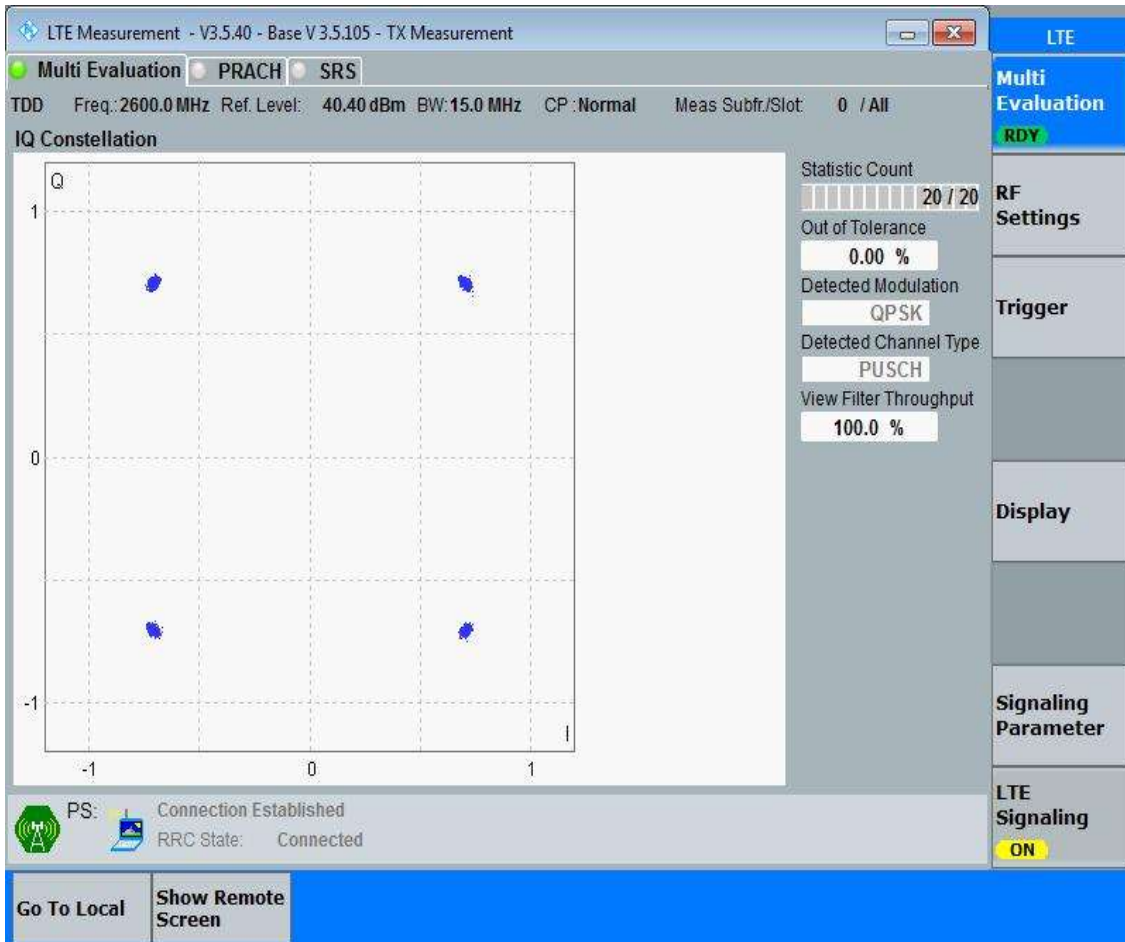 LTE Measurement - V3.5.40 - Base V 3.5.105 - TX Measurement
LTE
Multi Evaluation PRACH SRS
Multi
Evaluation
RDY
TDD Freq.: 2600.0 MHz Ref. Level: 40.40 dBm BW: 15.0 MHz CP : Normal Meas Subfr./Slot: 0 / All
IQ Constellation
Q
1
0
-1
I
-1 0 1
Statistic Count
20 / 20
Out of Tolerance
0.00 %
Detected Modulation
QPSK
Detected Channel Type
PUSCH
View Filter Throughput
100.0 %
RF
Settings
Trigger
Display
Signaling
Parameter
LTE
Signaling
ON
PS: Connection Established
RRC State: Connected
Go To Local
Show Remote
Screen